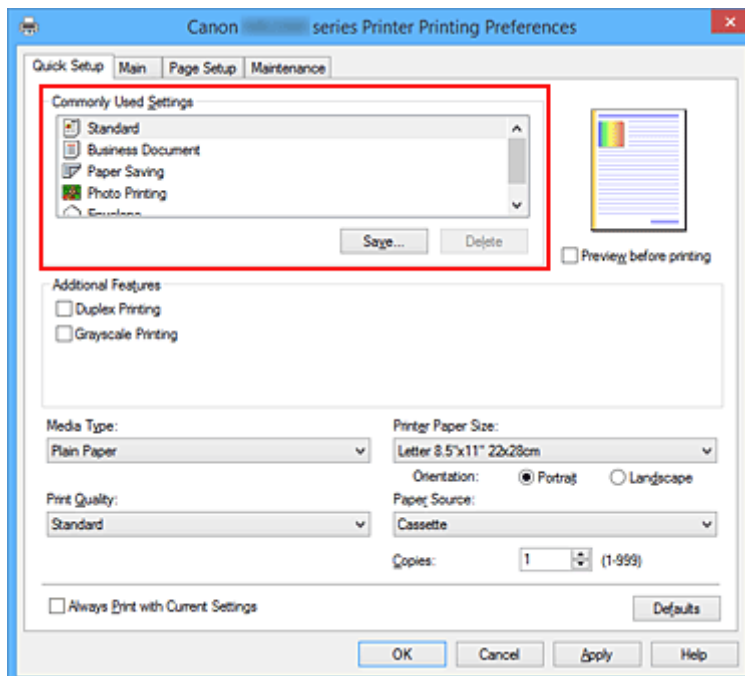 Canon series Printer Printing Preferences
Quick Setup Main Page Setup Maintenance
Commonly Used Settings
Standard
Business Document
Paper Saving
Photo Printing
Envelope
Save... Delete
Preview before printing
Additional Features
Duplex Printing
Grayscale Printing
Media Type: Printer Paper Size:
Plain Paper Letter 8.5"x11" 22x28cm
Orientation: Portrait Landscape
Print Quality: Paper Source:
Standard Cassette
Copies: 1 (1-999)
Always Print with Current Settings Defaults
OK Cancel Apply Help